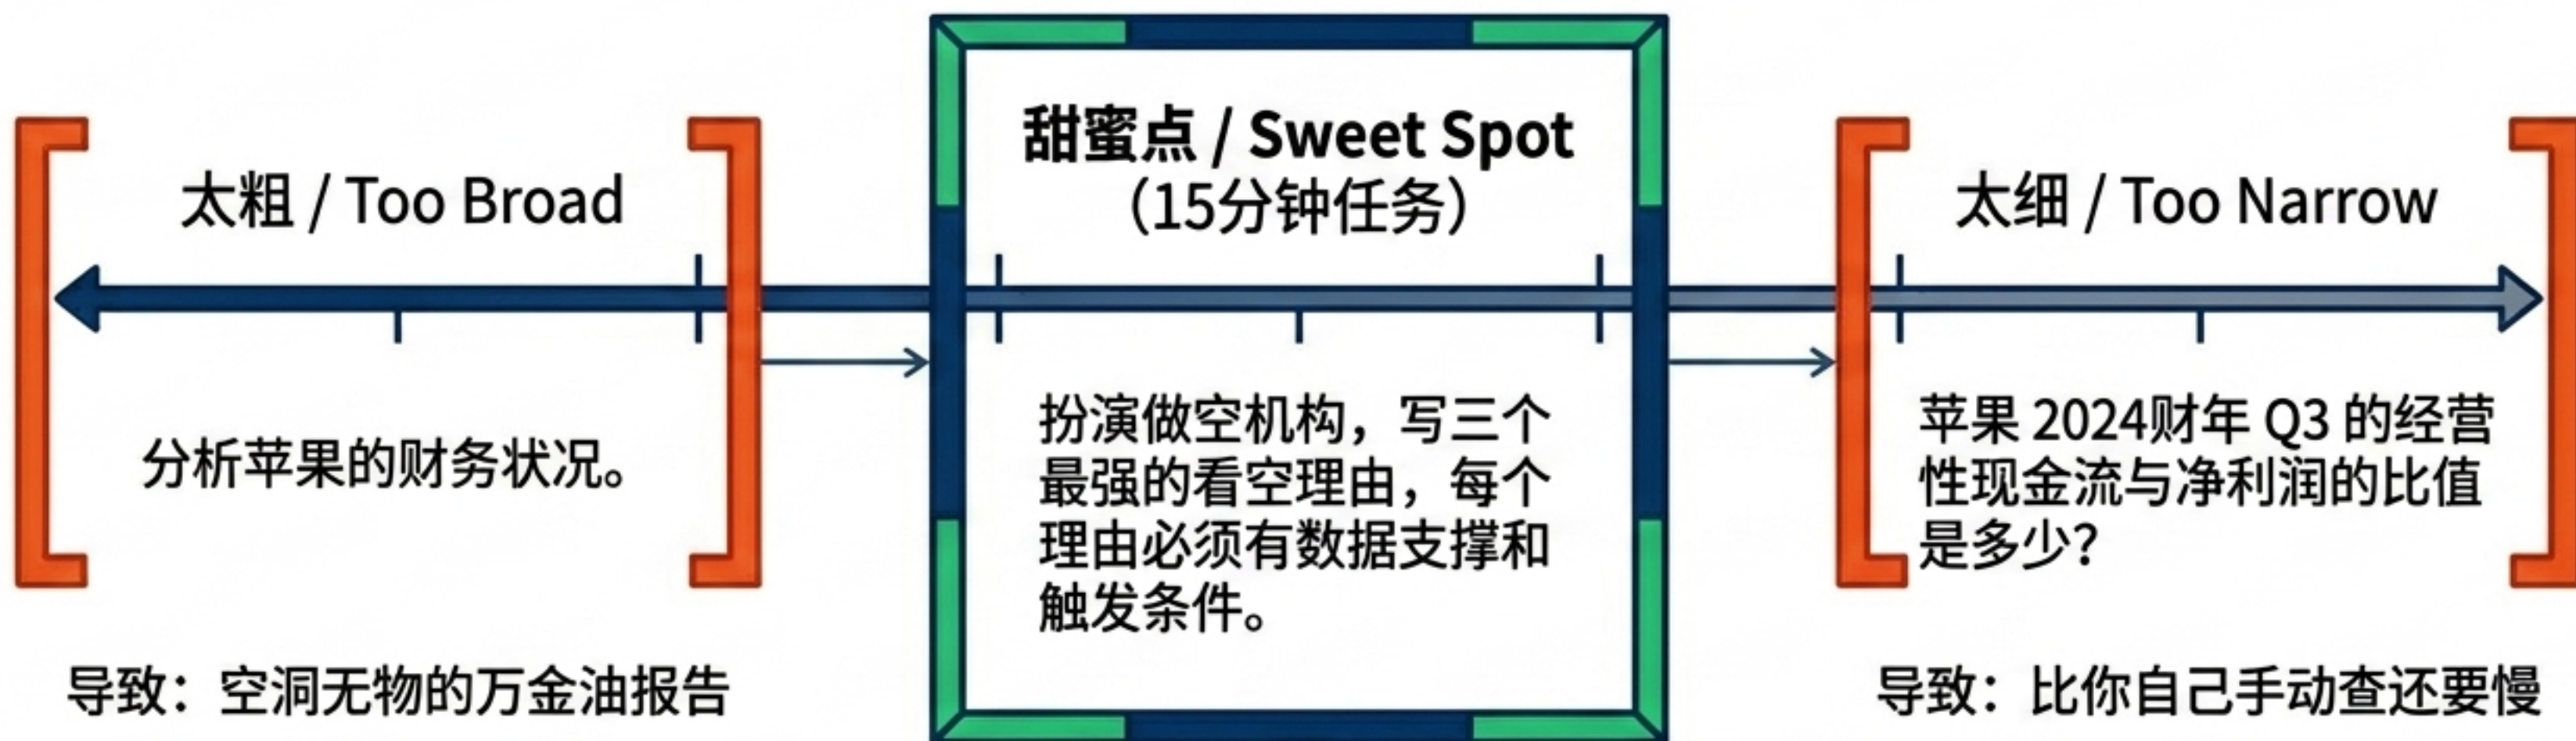 太粗 / Too Broad
分析苹果的财务状况。
导致：空洞无物的万金油报告
甜蜜点 / Sweet Spot
（15分钟任务）
扮演做空机构，写三个
最强的看空理由，每个
理由必须有数据支撑和
触发条件。
太细 / Too Narrow
苹果 2024财年 Q3 的经营
性现金流与净利润的比值
是多少？
导致：比你自己手动查还要慢